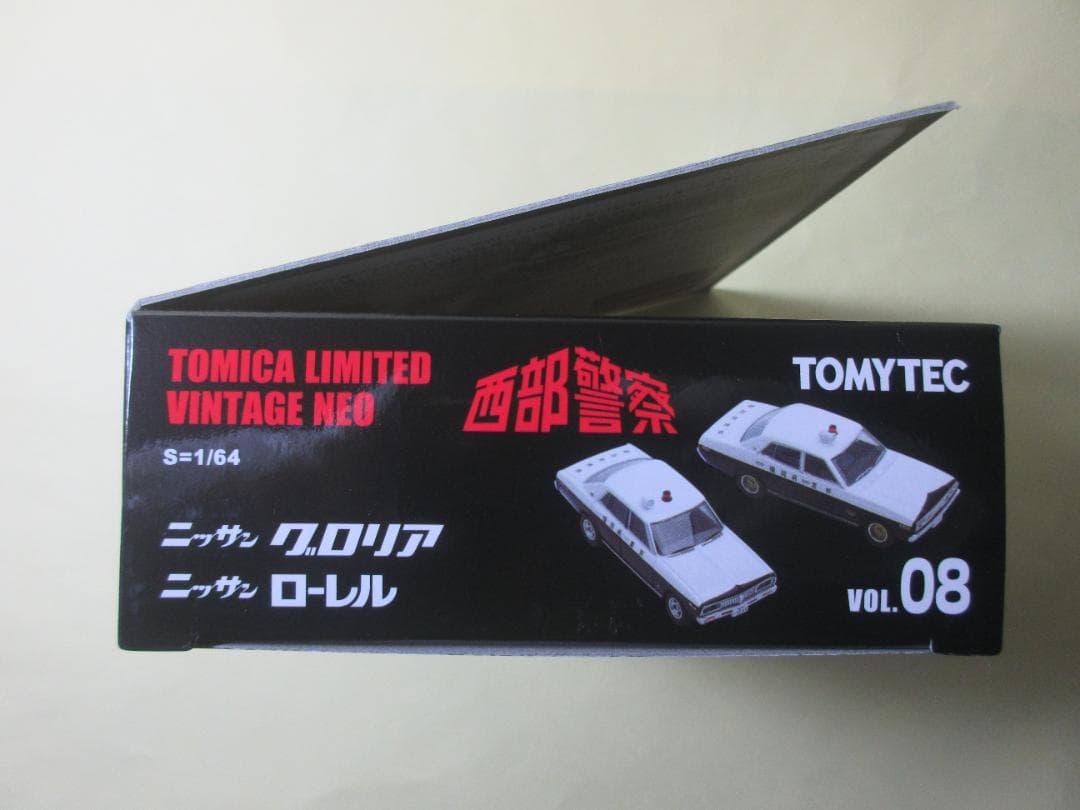 TOMICA LIMITED
VINTAGE NEO
西部警察
TOMYTEC
S=1/64
ニッサン グロリア
ニッサン ローレル
VOL.08